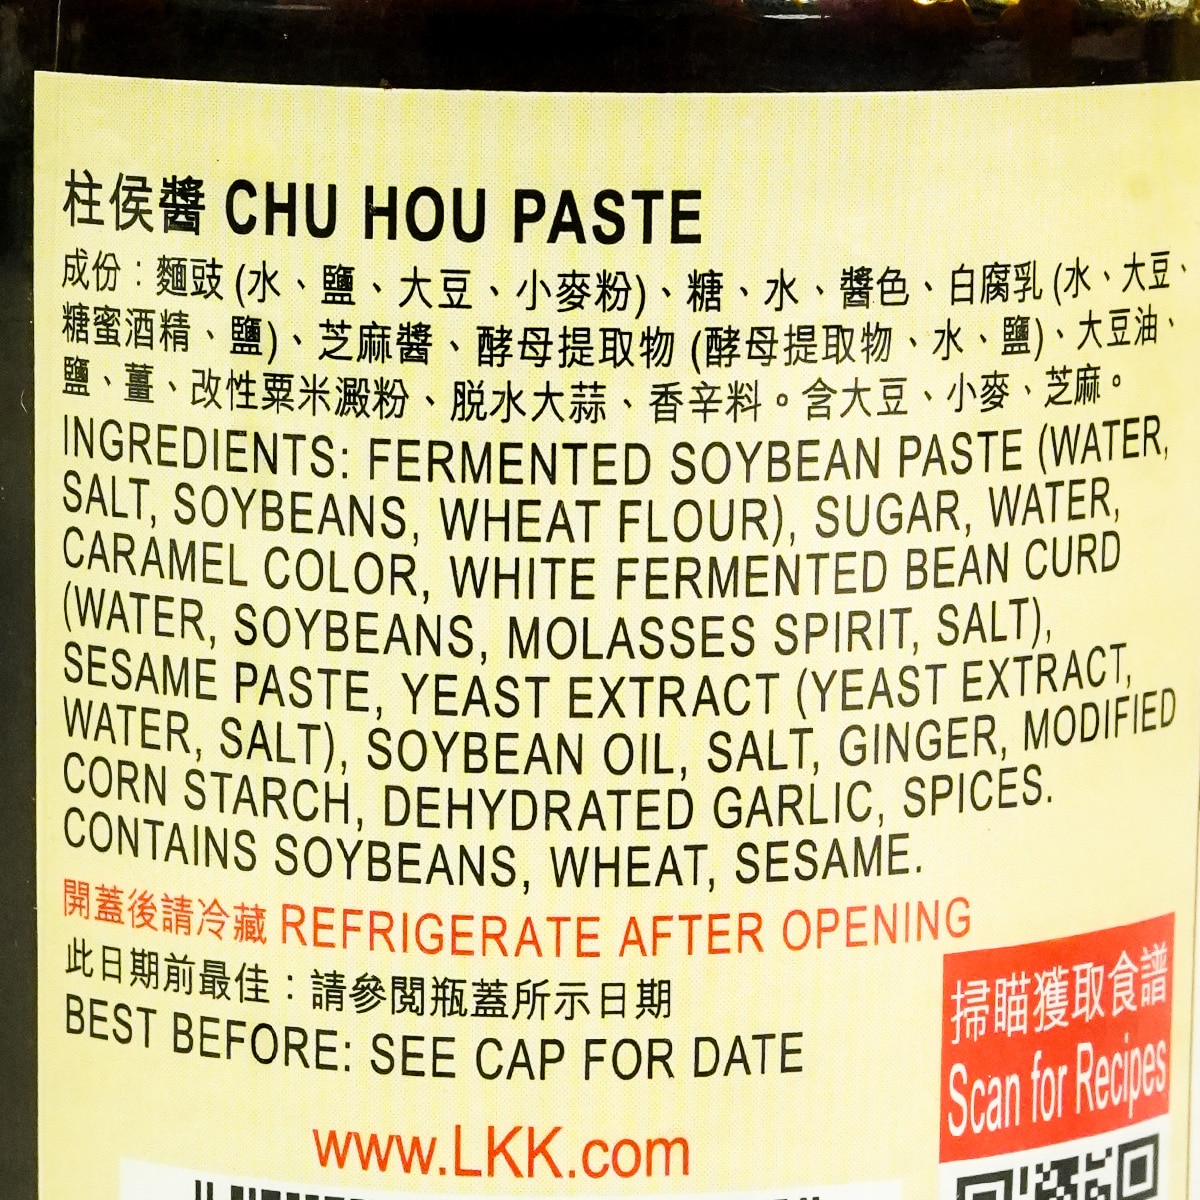 柱侯醬 CHU HOU PASTE
成份：麵豉 (水、鹽、大豆、小麥粉)、糖、水、醬色、白腐乳 (水、大豆、
糖蜜酒精、鹽)、芝麻醬、酵母提取物 (酵母提取物、水、鹽)、大豆油、
鹽、薑、改性粟米澱粉、脱水大蒜、香辛料。含大豆、小麥、芝麻。
INGREDIENTS: FERMENTED SOYBEAN PASTE (WATER,
SALT, SOYBEANS, WHEAT FLOUR), SUGAR, WATER,
CARAMEL COLOR, WHITE FERMENTED BEAN CURD
(WATER, SOYBEANS, MOLASSES SPIRIT, SALT),
SESAME PASTE, YEAST EXTRACT (YEAST EXTRACT,
WATER, SALT), SOYBEAN OIL, SALT, GINGER, MODIFIED
CORN STARCH, DEHYDRATED GARLIC, SPICES.
CONTAINS SOYBEANS, WHEAT, SESAME.
開蓋後請冷藏 REFRIGERATE AFTER OPENING
此日期前最佳：請參閱瓶蓋所示日期
BEST BEFORE: SEE CAP FOR DATE
掃瞄獲取食譜
Scan for Recipes
www.LKK.com